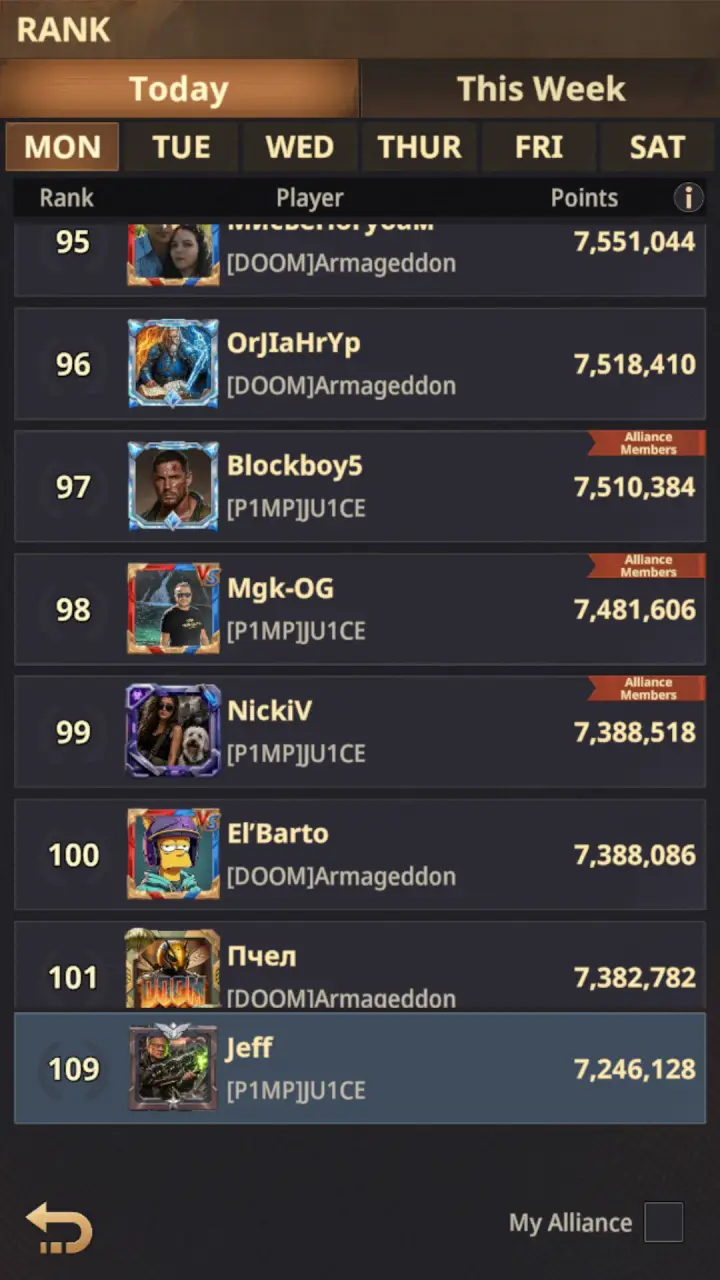 RANK
Today
This Week
MON
TUE
WED
THUR
FRI
SAT
Rank
Player
Points
i
95
[DOOM]Armageddon
7,551,044
96
OrJIaHrYp
[DOOM]Armageddon
7,518,410
Alliance
Members
97
Blockboy5
[P1MP]JU1CE
7,510,384
Alliance
Members
98
VS
Mgk-OG
[P1MP]JU1CE
7,481,606
Alliance
Members
99
NickiV
[P1MP]JU1CE
7,388,518
100
VS
El’Barto
[DOOM]Armageddon
7,388,086
101
DOOM
Пчел
[DOOM]Armageddon
7,382,782
109
Jeff
[P1MP]JU1CE
7,246,128
My Alliance